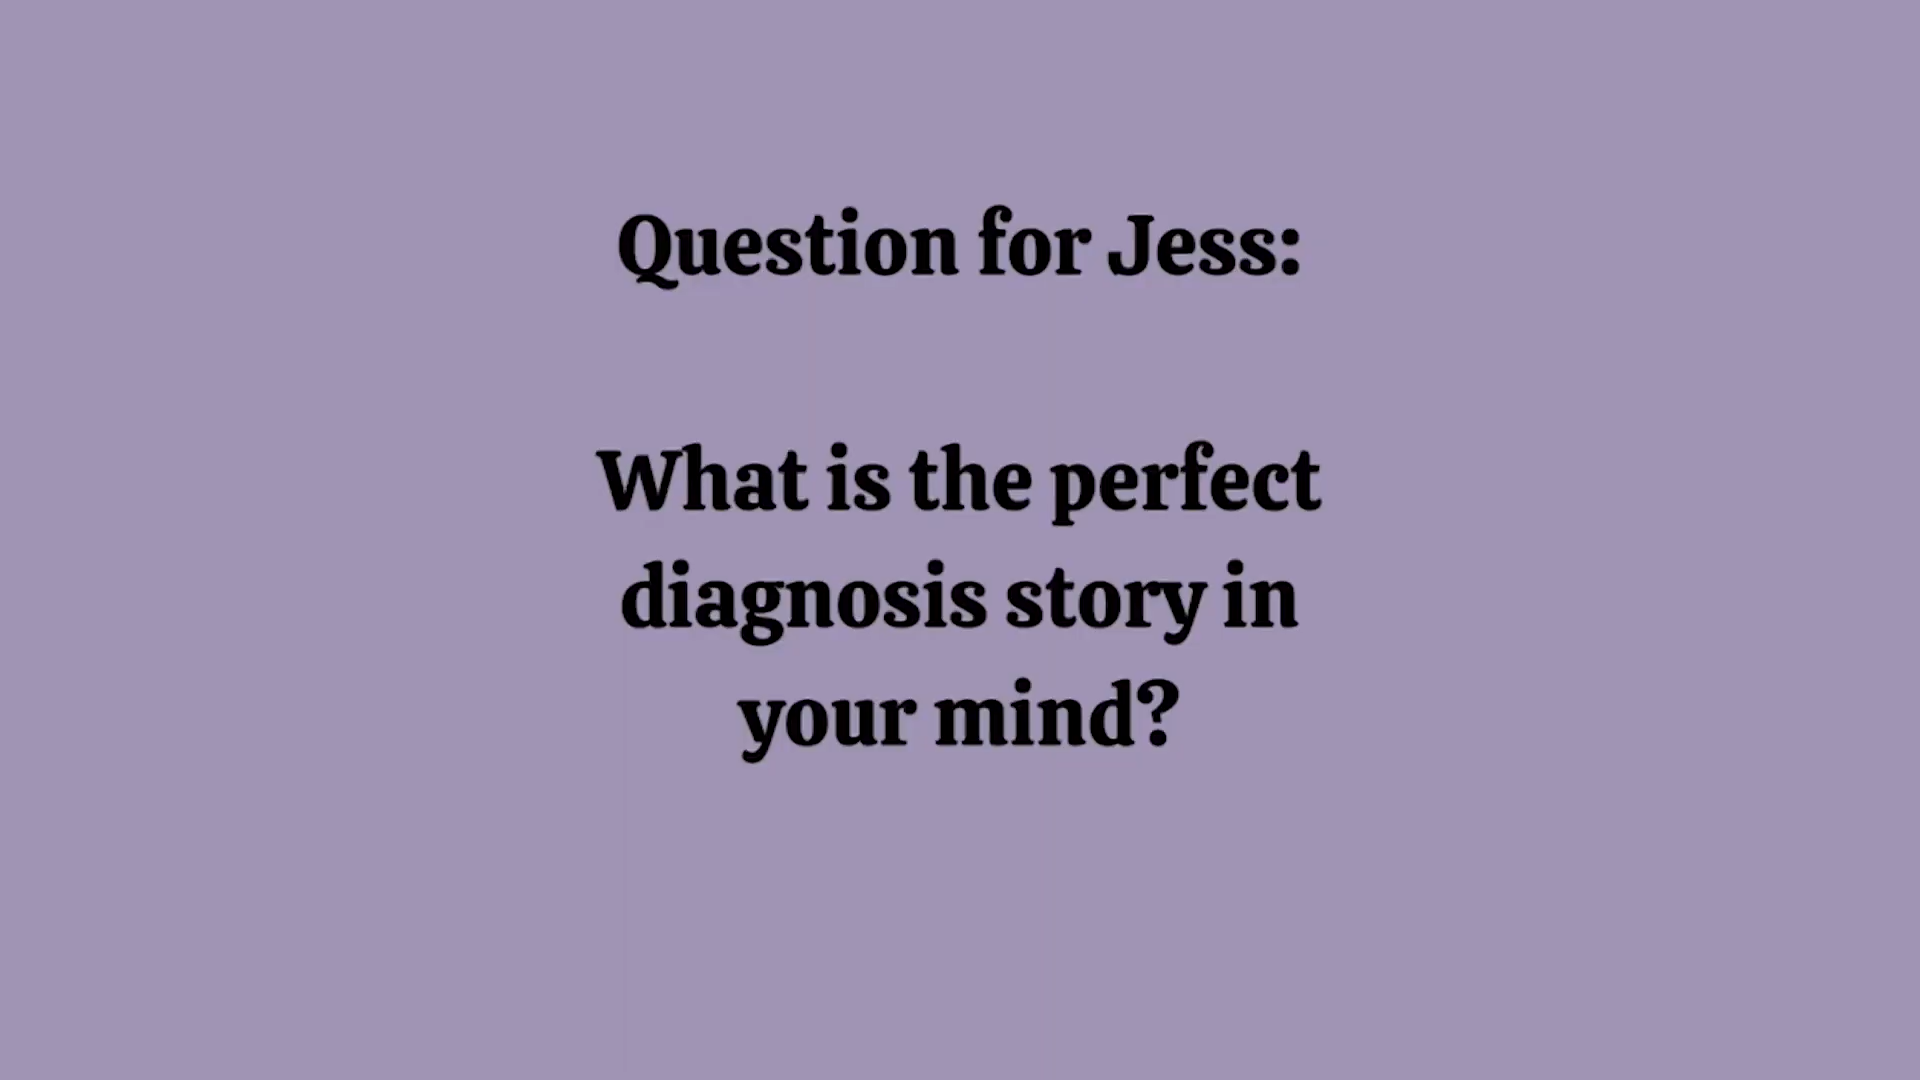 Question for Jess:
What is the perfect
diagnosis story in
your mind?